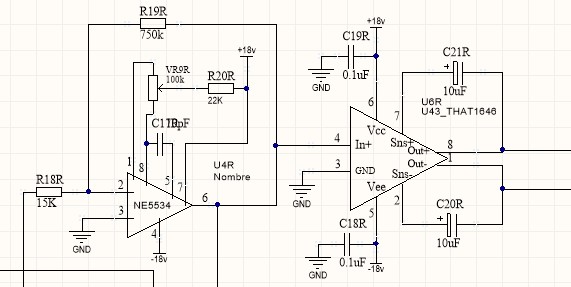 R19R
750k
+18v
C19R
0.1uF
GND
+18v
C21R
+
10uF
VR9R
100k
R20R
22K
+18v
U6R
U43_THAT1646
6
7
Vcc
Sns+
4
In+
Out+
8
3
GND
Out-
1
GND
Vee
Sns-
5
2
1
8
5
7
U4R
Nombre
R18R
15K
2
3
NE5534
6
4
GND
-18v
C18R
0.1uF
GND
-18v
C20R
+
10uF